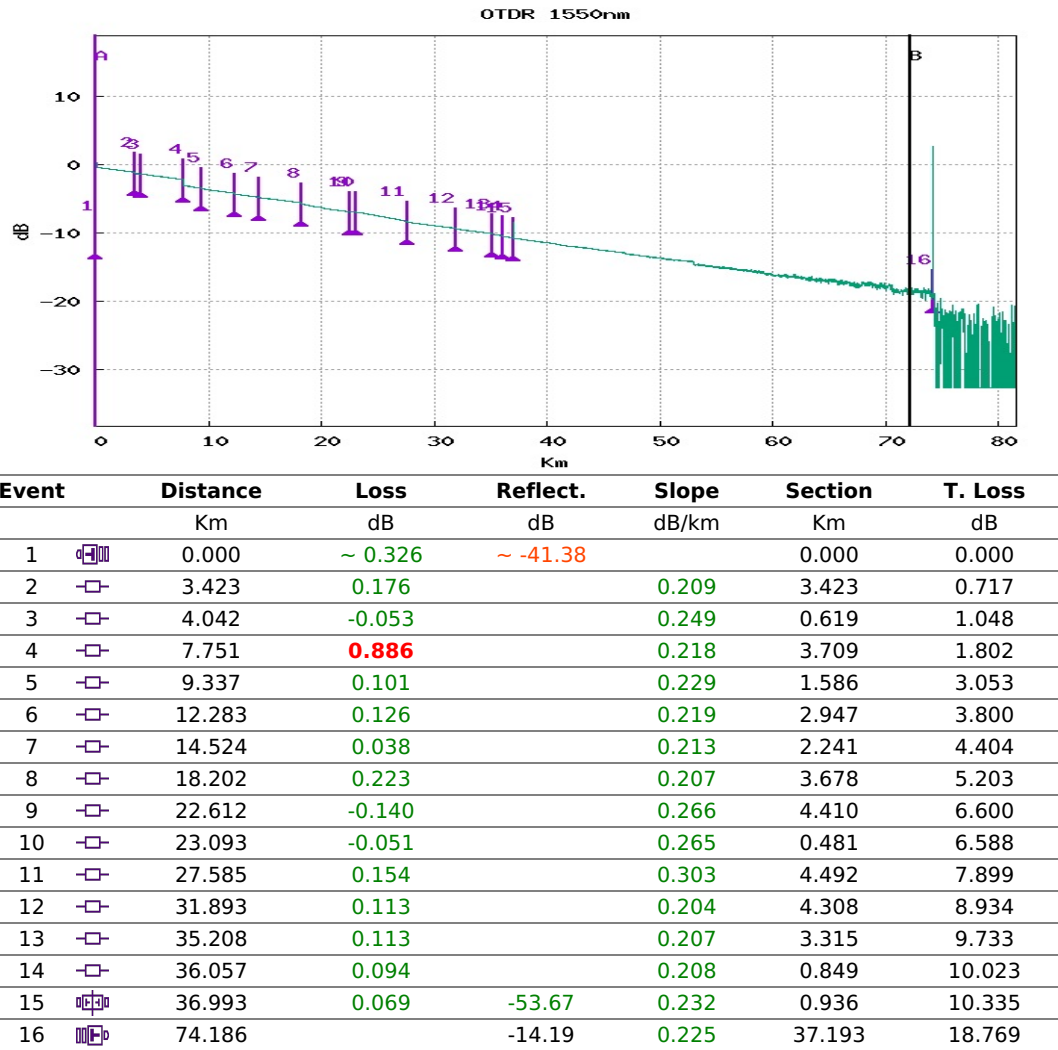 OTDR 1550nm
A
B
10
0
-10
-20
-30
dB
1
2
3
4
5
6
7
8
11
12
16
0 10 20 30 40 50 60 70 80
Km
Event Distance Loss Reflect. Slope Section T. Loss
Km dB dB dB/km Km dB
1 0.000 ~ 0.326 ~ -41.38 0.000 0.000
2 3.423 0.176 0.209 3.423 0.717
3 4.042 -0.053 0.249 0.619 1.048
4 7.751 0.886 0.218 3.709 1.802
5 9.337 0.101 0.229 1.586 3.053
6 12.283 0.126 0.219 2.947 3.800
7 14.524 0.038 0.213 2.241 4.404
8 18.202 0.223 0.207 3.678 5.203
9 22.612 -0.140 0.266 4.410 6.600
10 23.093 -0.051 0.265 0.481 6.588
11 27.585 0.154 0.303 4.492 7.899
12 31.893 0.113 0.204 4.308 8.934
13 35.208 0.113 0.207 3.315 9.733
14 36.057 0.094 0.208 0.849 10.023
15 36.993 0.069 -53.67 0.232 0.936 10.335
16 74.186 -14.19 0.225 37.193 18.769